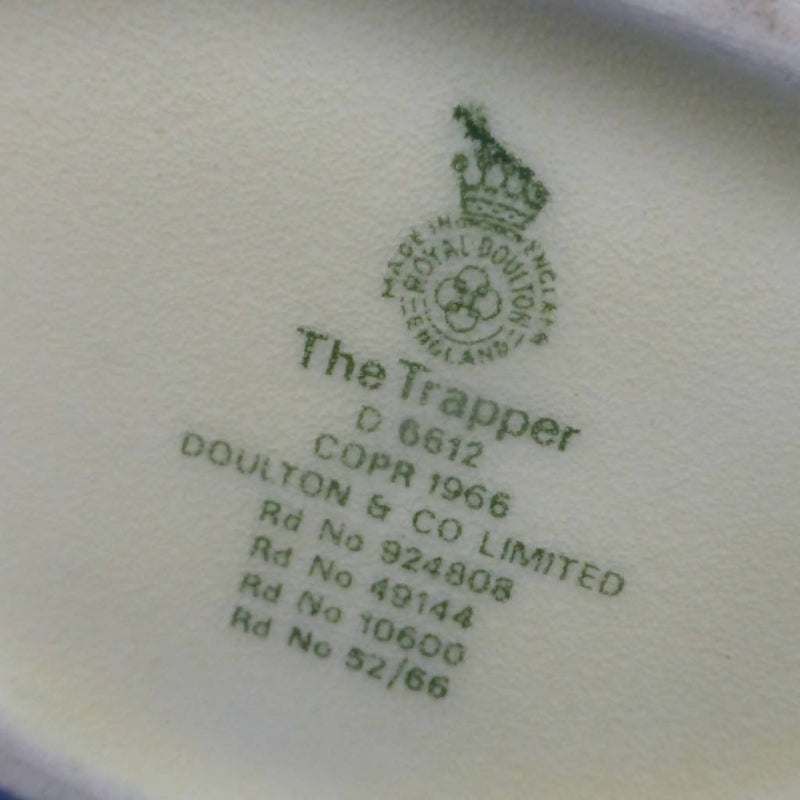 MADE IN ENGLAND
ROYAL DOULTON
ENGLAND
The Trapper
D 6612
COPR 1966
DOULTON & CO LIMITED
Rd No 924808
Rd No 49144
Rd No 10600
Rd No 52/66